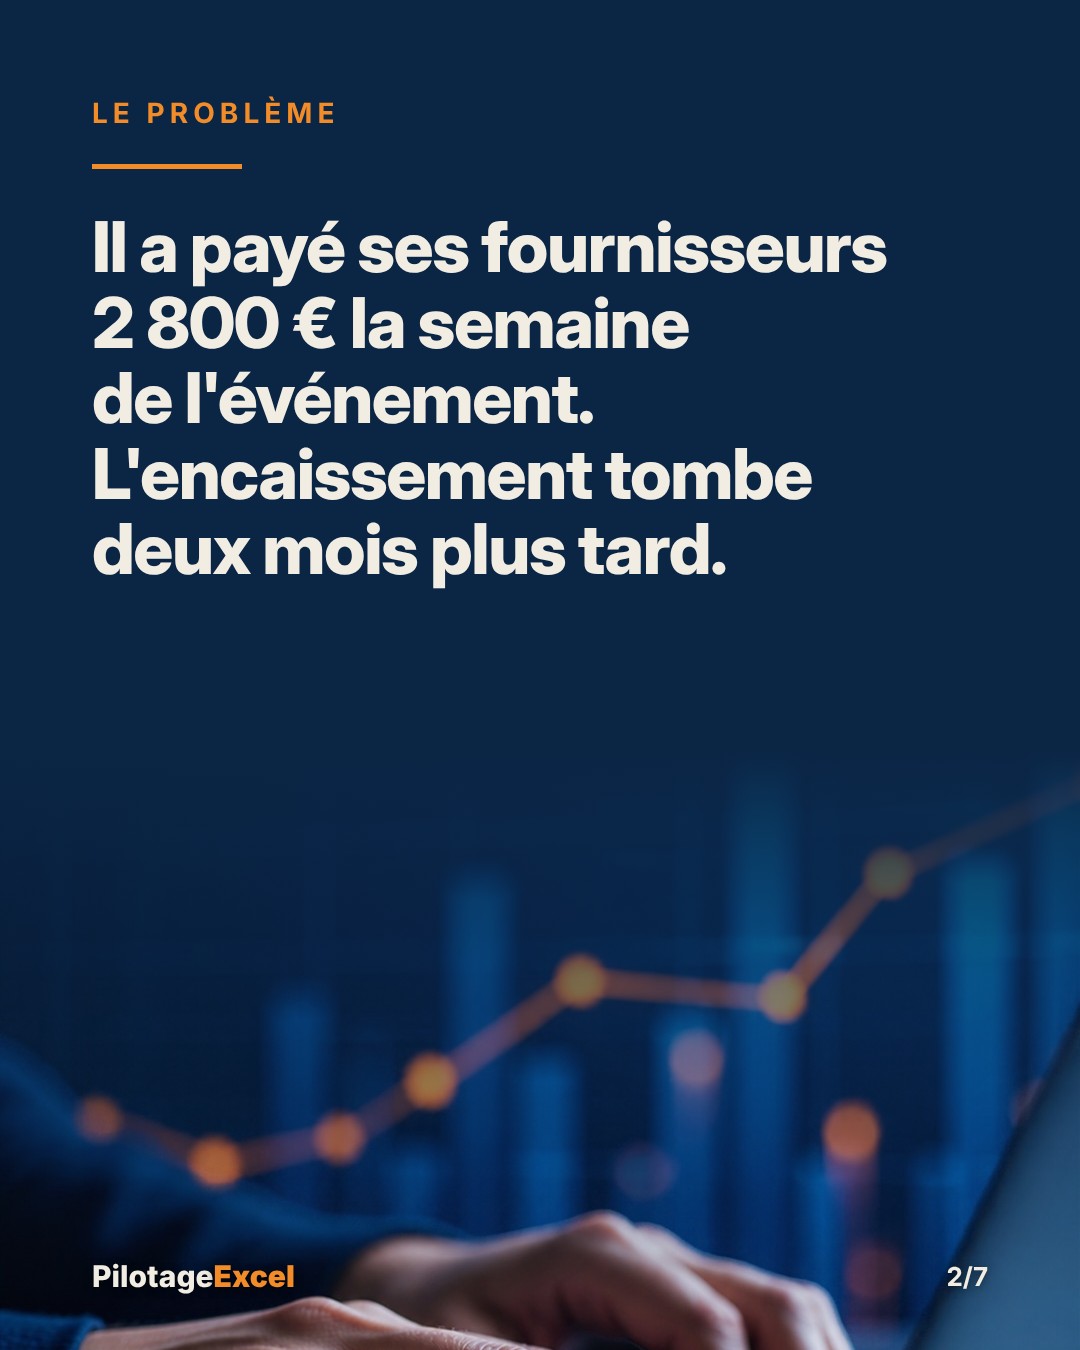 LE PROBLÈME
Il a payé ses fournisseurs
2 800 € la semaine
de l'événement.
L'encaissement tombe
deux mois plus tard.
PilotageExcel
2/7